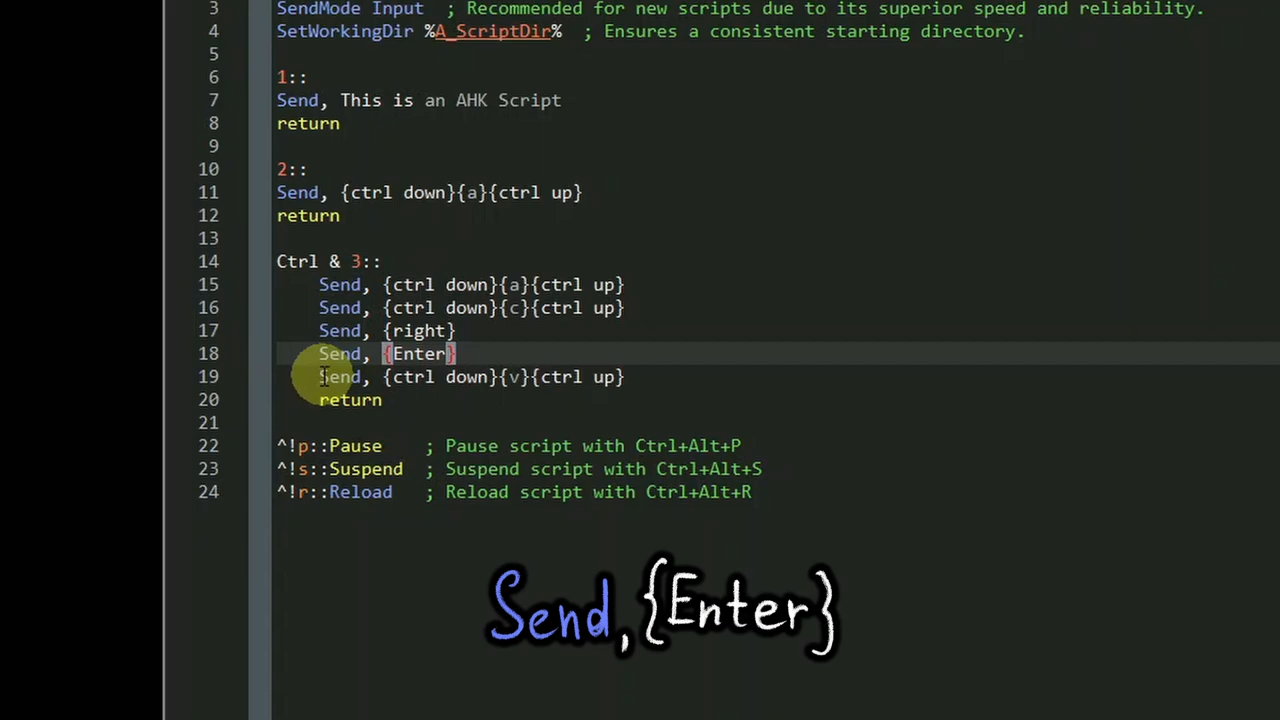 3 SendMode Input ; Recommended for new scripts due to its superior speed and reliability.
4 SetWorkingDir %A_ScriptDir% ; Ensures a consistent starting directory.
5
6 1::
7 Send, This is an AHK Script
8 return
9
10 2::
11 Send, {ctrl down}{a}{ctrl up}
12 return
13
14 Ctrl & 3::
15 Send, {ctrl down}{a}{ctrl up}
16 Send, {ctrl down}{c}{ctrl up}
17 Send, {right}
18 Send, {Enter}
19 Send, {ctrl down}{v}{ctrl up}
20 return
21
22 ^!p::Pause ; Pause script with Ctrl+Alt+P
23 ^!s::Suspend ; Suspend script with Ctrl+Alt+S
24 ^!r::Reload ; Reload script with Ctrl+Alt+R
Send,{Enter}